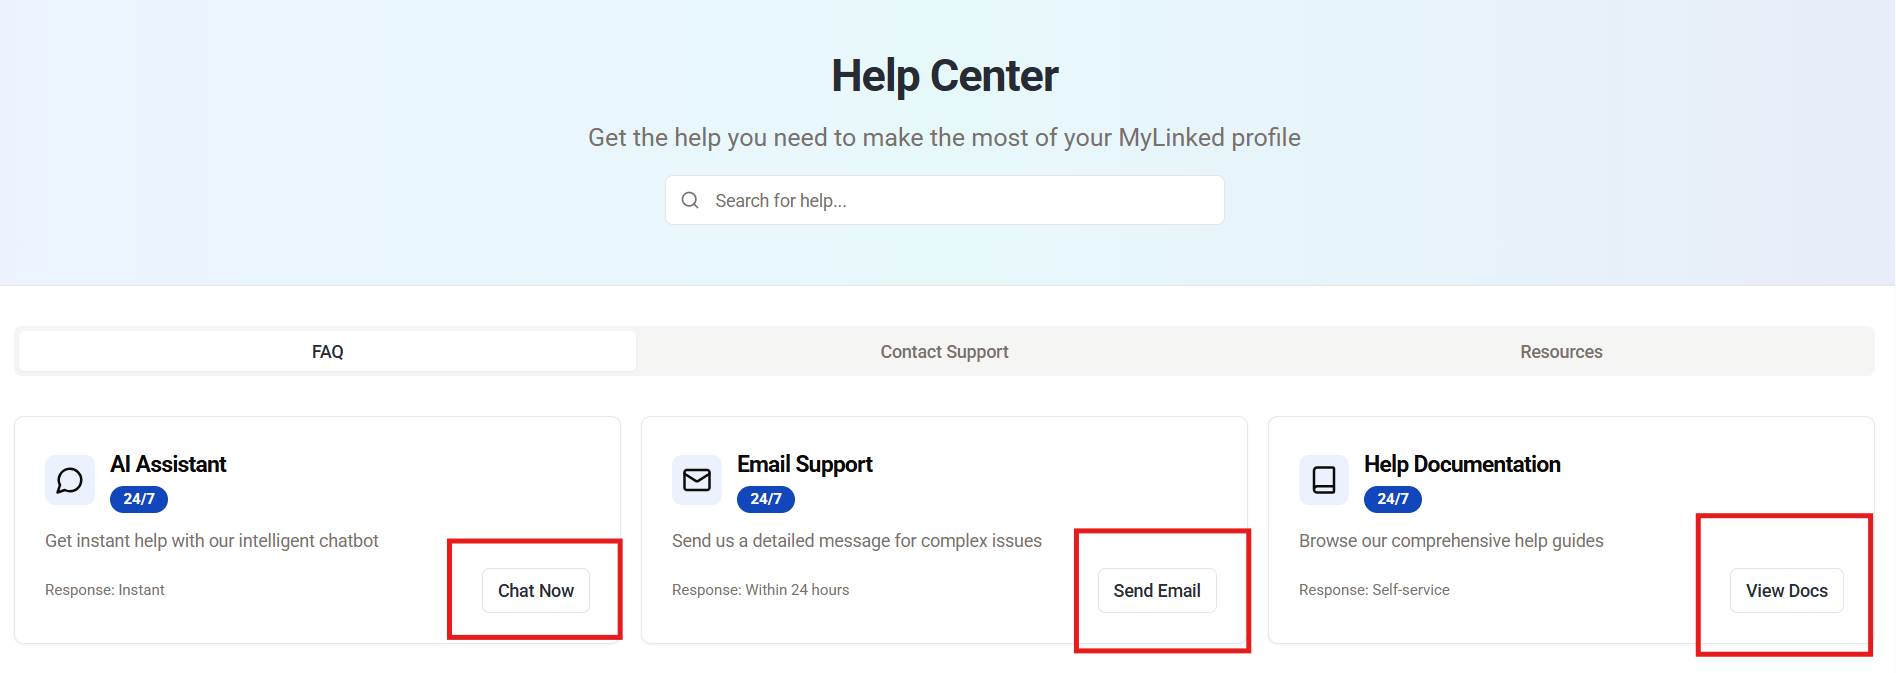 Help Center
Get the help you need to make the most of your MyLinked profile
Search for help...
FAQ
Contact Support
Resources
AI Assistant
24/7
Get instant help with our intelligent chatbot
Response: Instant
Chat Now
Email Support
24/7
Send us a detailed message for complex issues
Response: Within 24 hours
Send Email
Help Documentation
24/7
Browse our comprehensive help guides
Response: Self-service
View Docs